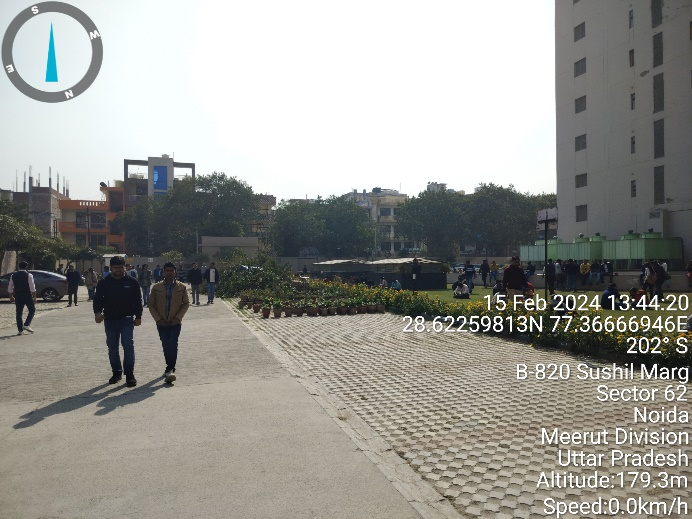 S
W
E
N
15 Feb 2024 13:44:20
28.62259813N 77.36666946E
202° S
B-820 Sushil Marg
Sector 62
Noida
Meerut Division
Uttar Pradesh
Altitude:179.3m
Speed:0.0km/h